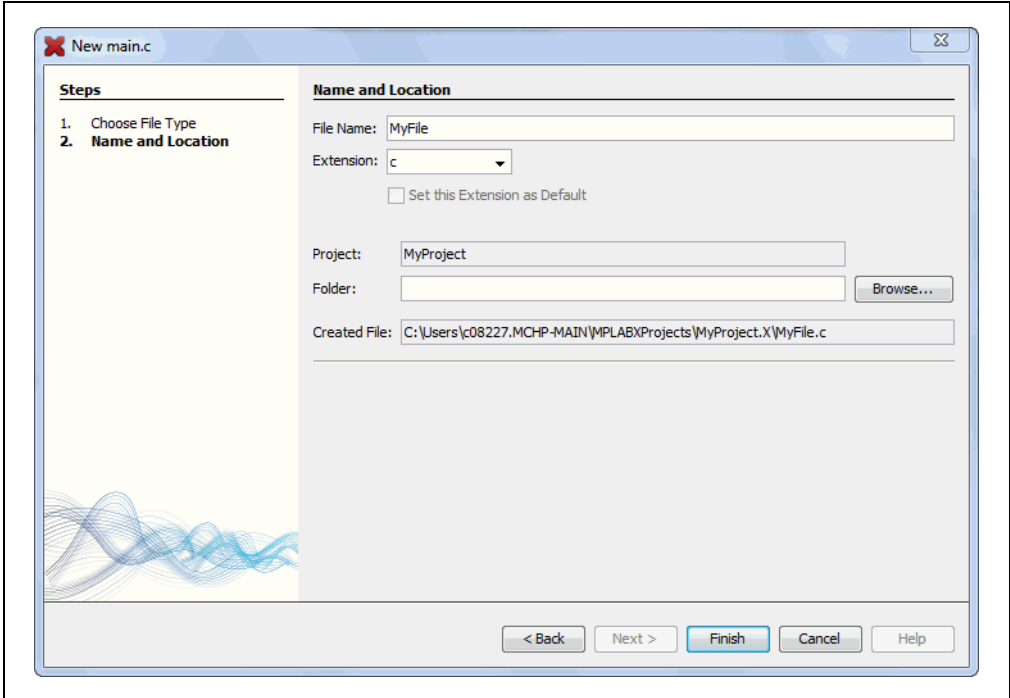 New main.c
Steps
1. Choose File Type
2. Name and Location
Name and Location
File Name: MyFile
Extension: c
Set this Extension as Default
Project: MyProject
Folder: Browse...
Created File: C:\Users\c08227.MCHP-MAIN\MPLABXProjects\MyProject.X\MyFile.c
< Back Next > Finish Cancel Help